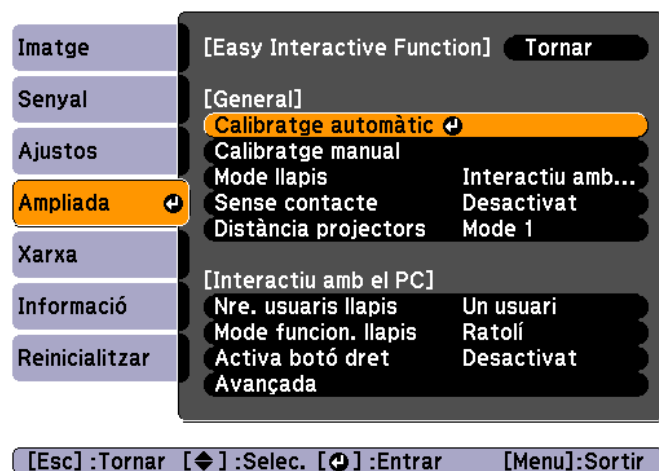 Imatge
Senyal
Ajustos
Ampliada
Xarxa
Informació
Reinicialitzar
[Easy Interactive Function] Tornar
[General]
Calibratge automàtic
Calibratge manual
Mode llapis Interactiu amb...
Sense contacte Desactivat
Distància projectors Mode 1
[Interactiu amb el PC]
Nre. usuaris llapis Un usuari
Mode funcion. llapis Ratolí
Activa botó dret Desactivat
Avançada
[Esc] :Tornar [◆] :Selec. [⏎] :Entrar [Menu]:Sortir